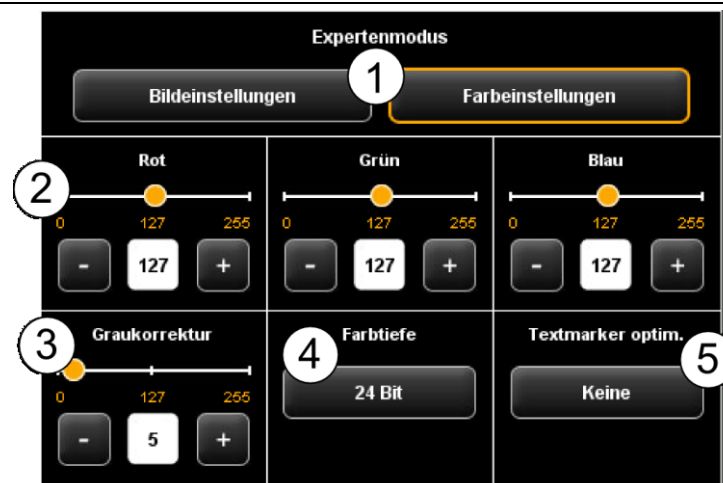 Expertenmodus
1
Bildeinstellungen Farbeinstellungen
Rot Grün Blau
2
0 127 255 0 127 255 0 127 255
- 127 + - 127 + - 127 +
Graukorrektur Farbtiefe Textmarker optim.
3 4 5
24 Bit Keine
0 127 255
- 5 +